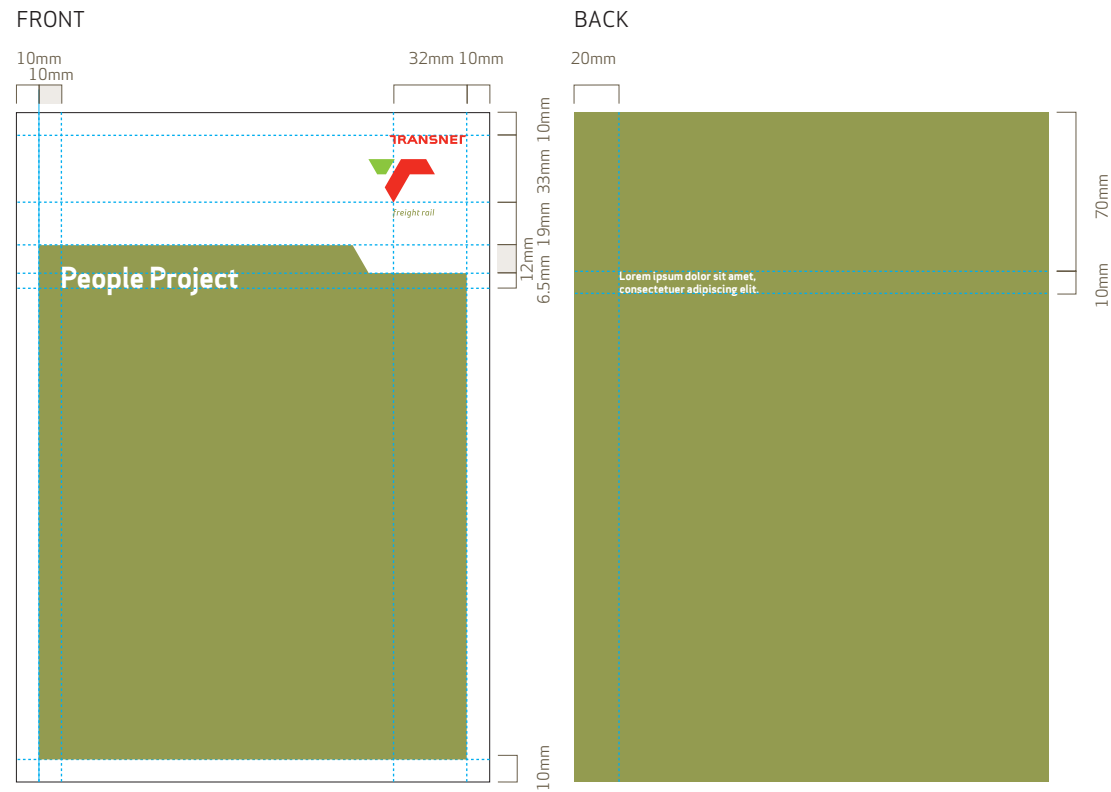 FRONT
BACK
10mm
10mm
32mm 10mm
20mm
TRANSNET
freight rail
People Project
10mm
33mm
19mm
12mm
6.5mm
10mm
Lorem ipsum dolor sit amet,
consectetuer adipiscing elit.
70mm
10mm